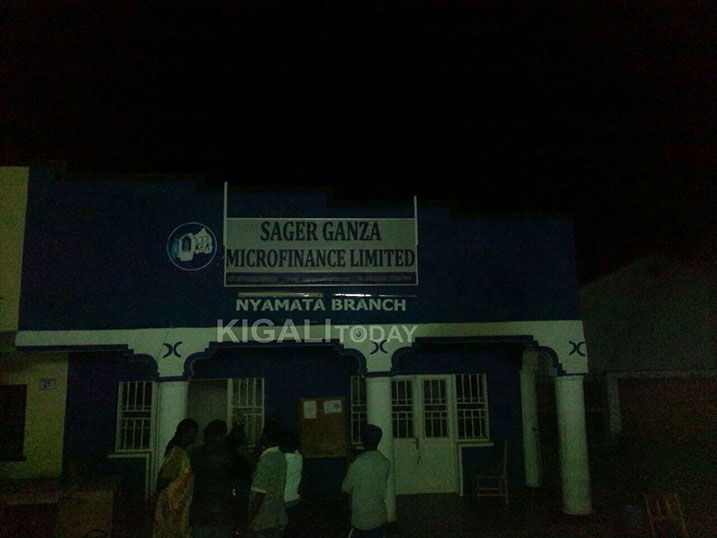 SAGER GANZA
MICROFINANCE LIMITED
NYAMATA BRANCH
KIGALI TODAY